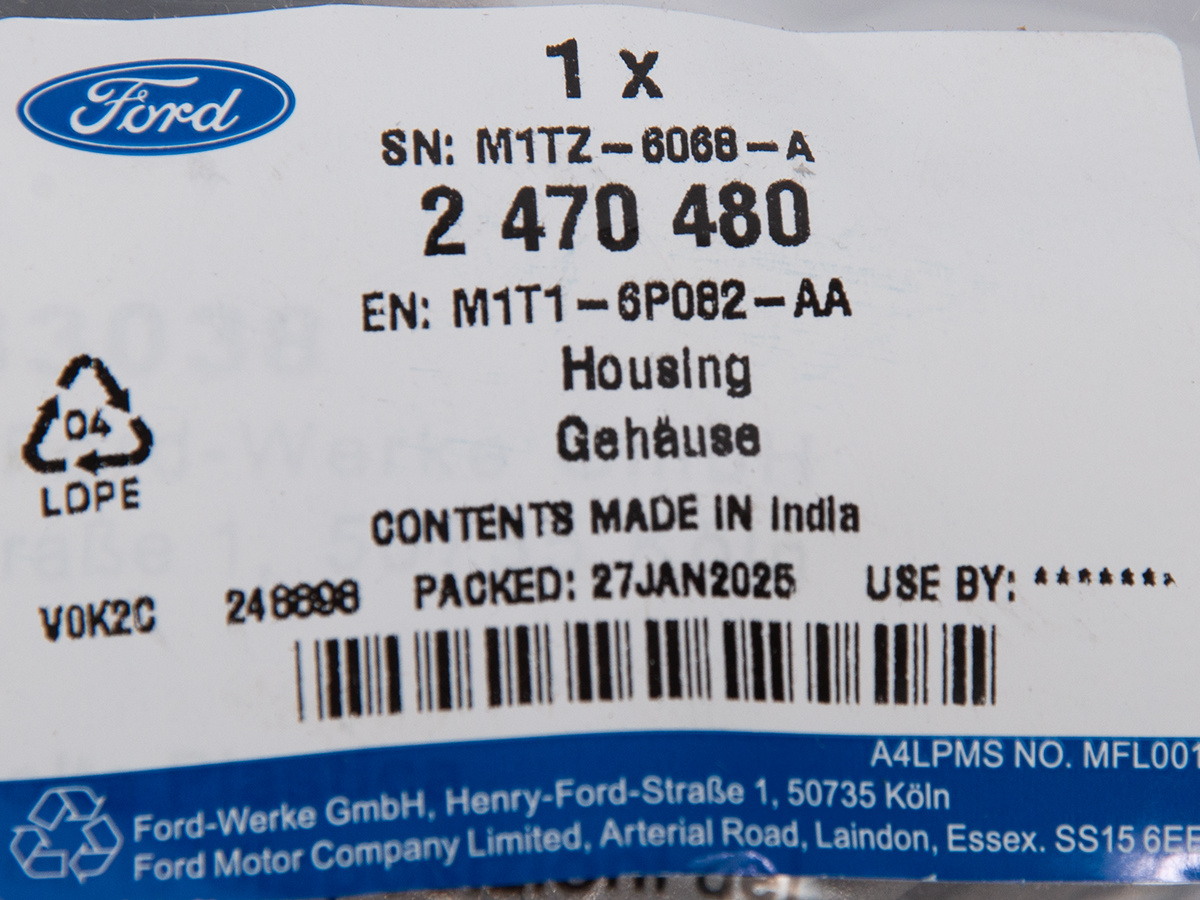 Ford
1 x
SN: M1TZ-6068-A
2 470 480
EN: M1T1-6P082-AA
Housing
Gehäuse
04
LDPE
CONTENTS MADE IN India
V0K2C 248898 PACKED: 27JAN2025 USE BY: *******
A4LPMS NO. MFL001
Ford-Werke GmbH, Henry-Ford-Straße 1, 50735 Köln
Ford Motor Company Limited, Arterial Road, Laindon, Essex. SS15 6EE